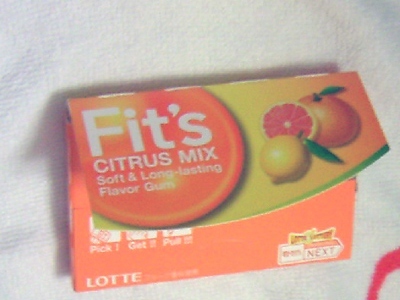 Fit's
CITRUS MIX
Soft & Long-lasting
Flavor Gum
Pick! Get!! Pull!!!
NEXT
LOTTE